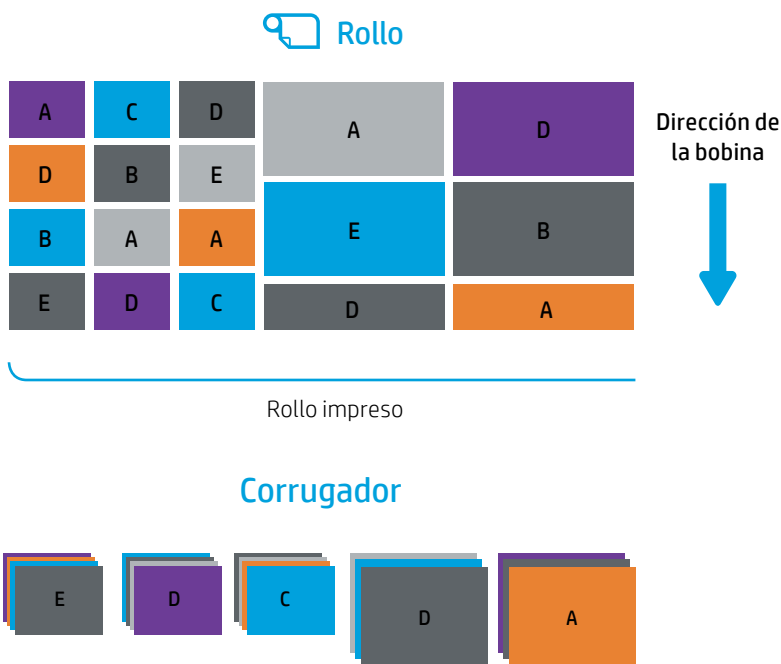 Rollo
A C D A D
D B E
B A A E B
E D C D A
Dirección de
la bobina
Rollo impreso
Corrugador
E D C D A